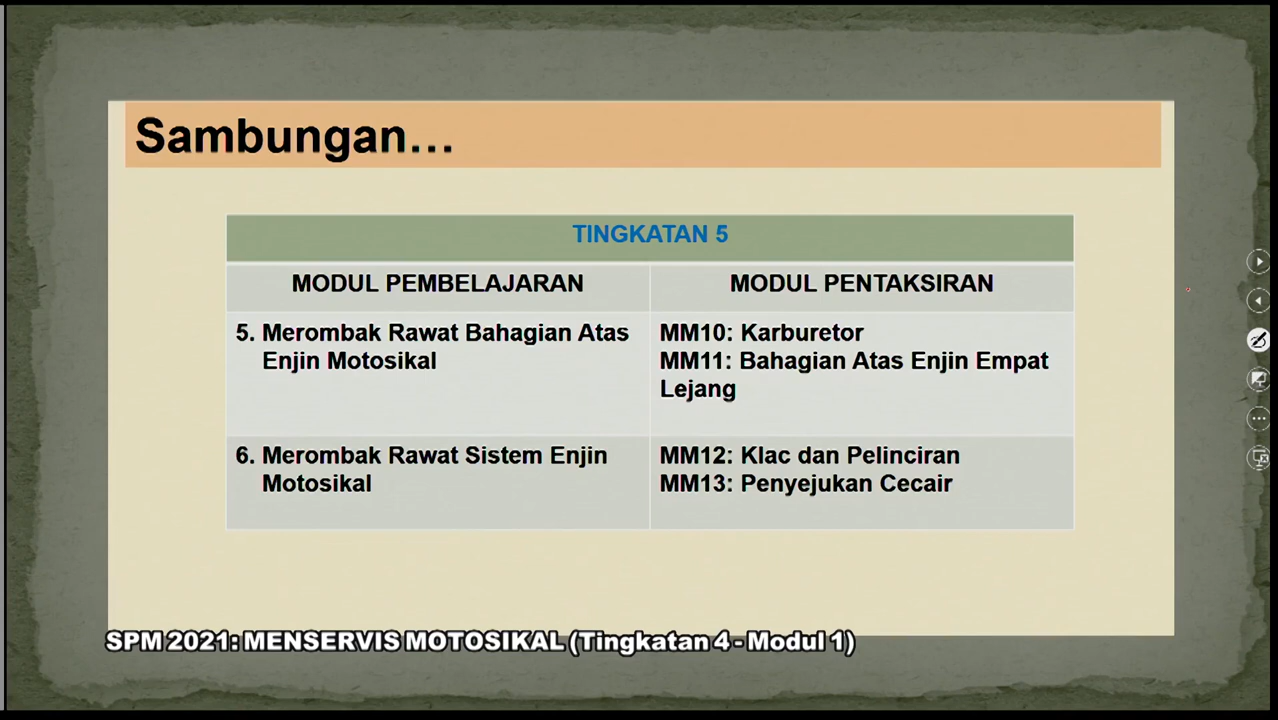 Sambungan...
TINGKATAN 5
MODUL PEMBELAJARAN
MODUL PENTAKSIRAN
5. Merombak Rawat Bahagian Atas
Enjin Motosikal
MM10: Karburetor
MM11: Bahagian Atas Enjin Empat
Lejang
6. Merombak Rawat Sistem Enjin
Motosikal
MM12: Klac dan Pelinciran
MM13: Penyejukan Cecair
SPM 2021: MENSERVIS MOTOSIKAL (Tingkatan 4 - Modul 1)